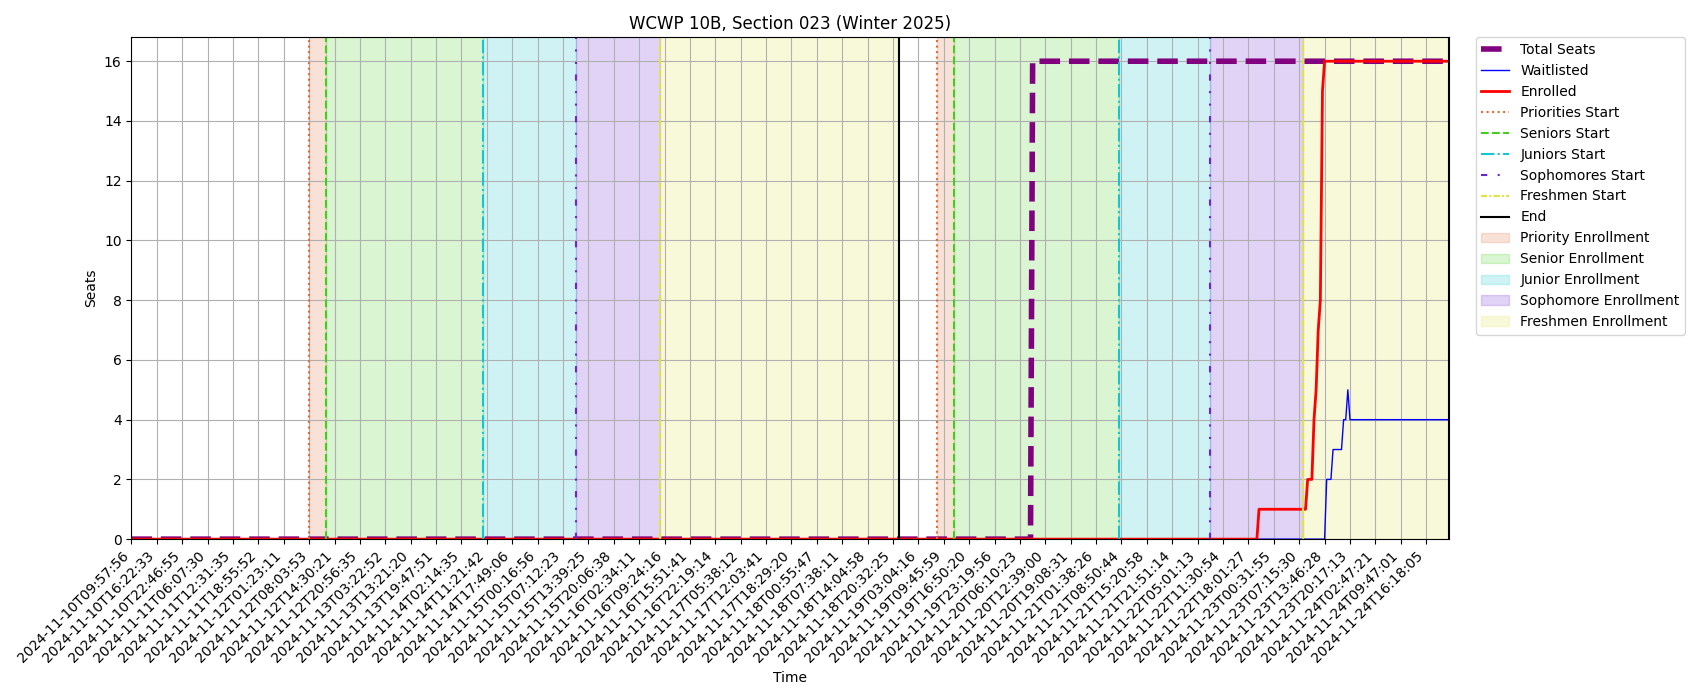 WCWP 10B, Section 023 (Winter 2025)
Seats
16
14
12
10
8
6
4
2
0
2024-11-10T09:57:56
2024-11-10T16:22:33
2024-11-10T22:46:55
2024-11-11T06:07:30
2024-11-11T12:31:35
2024-11-11T18:55:52
2024-11-12T01:23:11
2024-11-12T08:03:53
2024-11-12T14:30:21
2024-11-12T20:56:35
2024-11-13T03:22:52
2024-11-13T13:21:20
2024-11-13T19:47:51
2024-11-14T02:14:35
2024-11-14T11:21:42
2024-11-14T17:49:06
2024-11-15T00:16:56
2024-11-15T07:12:23
2024-11-15T13:39:25
2024-11-15T20:06:38
2024-11-16T02:34:11
2024-11-16T09:24:16
2024-11-16T15:51:41
2024-11-16T22:19:14
2024-11-17T05:38:12
2024-11-17T12:03:41
2024-11-17T18:29:20
2024-11-18T00:55:47
2024-11-18T07:38:11
2024-11-18T14:04:58
2024-11-18T20:32:25
2024-11-19T03:04:16
2024-11-19T09:45:59
2024-11-19T16:50:20
2024-11-19T23:19:56
2024-11-20T06:10:23
2024-11-20T12:39:00
2024-11-20T19:08:31
2024-11-21T01:38:26
2024-11-21T08:50:44
2024-11-21T15:20:58
2024-11-21T21:51:14
2024-11-22T05:01:13
2024-11-22T11:30:54
2024-11-22T18:01:27
2024-11-23T00:31:55
2024-11-23T07:15:30
2024-11-23T13:46:28
2024-11-23T20:17:13
2024-11-24T02:47:21
2024-11-24T09:47:01
2024-11-24T16:18:05
Time
Total Seats
Waitlisted
Enrolled
Priorities Start
Seniors Start
Juniors Start
Sophomores Start
Freshmen Start
End
Priority Enrollment
Senior Enrollment
Junior Enrollment
Sophomore Enrollment
Freshmen Enrollment